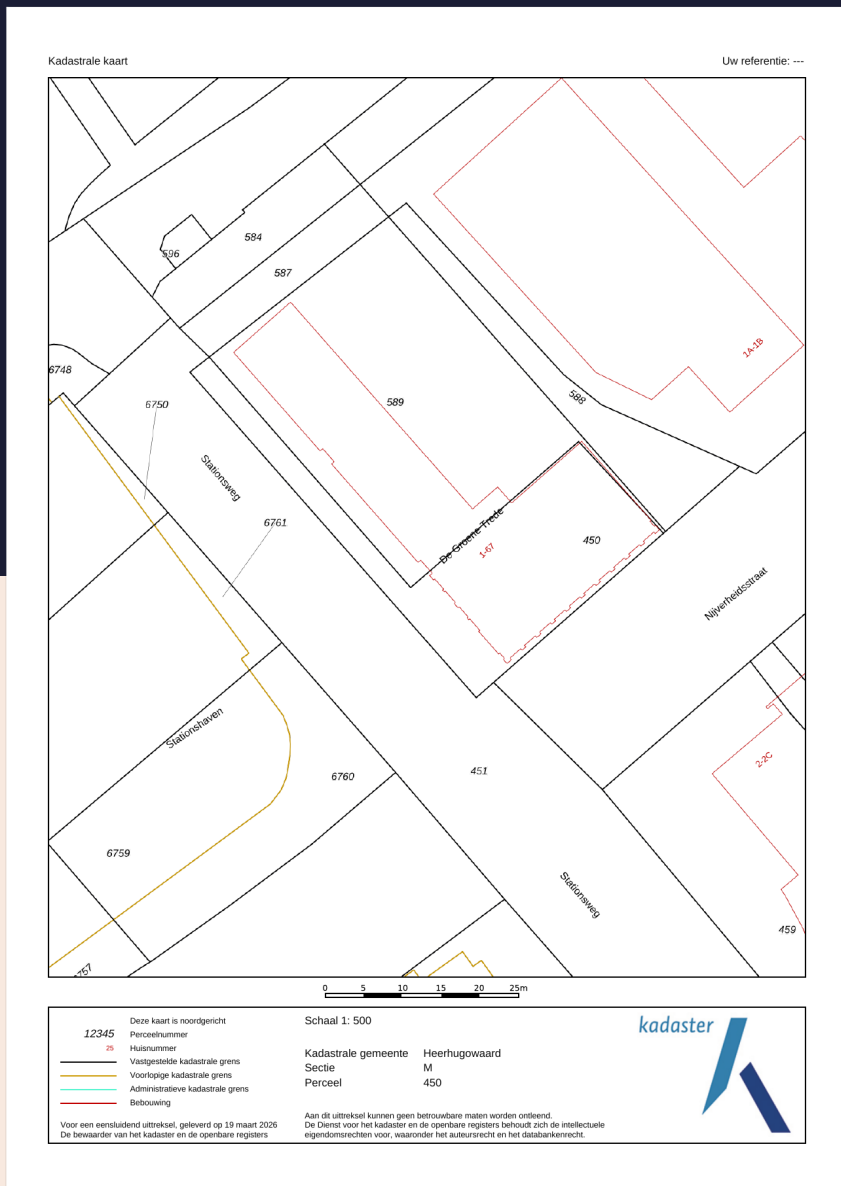 Kadastrale kaart
Uw referentie: ---
596
584
587
6748
6750
589
588
1A-1B
Stationsweg
6761
De Groene Trede
1-67
450
Nijverheidsstraat
Stationshaven
6760
451
2-2C
6759
Stationsweg
459
0 5 10 15 20 25m
12345
25
Deze kaart is noordgericht
Perceelnummer
Huisnummer
Vastgestelde kadastrale grens
Voorlopige kadastrale grens
Administratieve kadastrale grens
Bebouwing
Voor een eensluidend uittreksel, geleverd op 19 maart 2026
De bewaarder van het kadaster en de openbare registers
Schaal 1: 500
Kadastrale gemeente Heerhugowaard
Sectie M
Perceel 450
Aan dit uittreksel kunnen geen betrouwbare maten worden ontleend.
De Dienst voor het kadaster en de openbare registers behoudt zich de intellectuele
eigendomsrechten voor, waaronder het auteursrecht en het databankenrecht.
kadaster